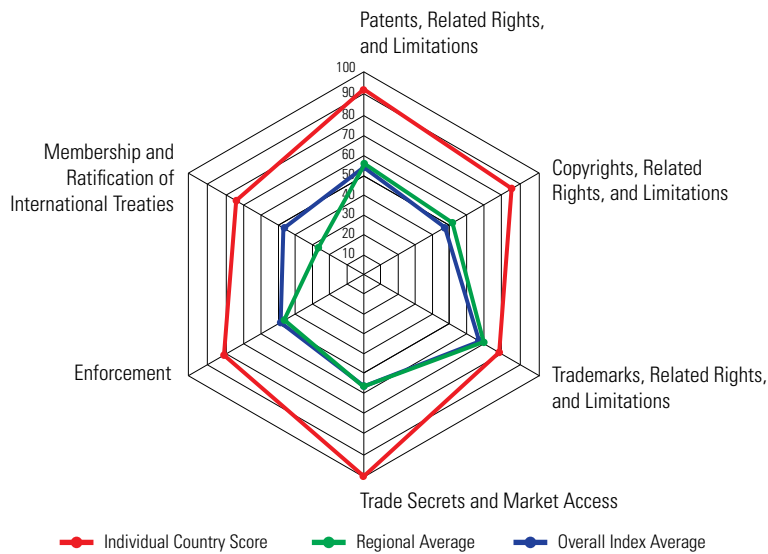 Patents, Related Rights,
and Limitations
100
90
80
70
60
50
40
30
20
10
Membership and
Ratification of
International Treaties
Copyrights, Related
Rights, and Limitations
Enforcement
Trademarks, Related Rights,
and Limitations
Trade Secrets and Market Access
Individual Country Score
Regional Average
Overall Index Average